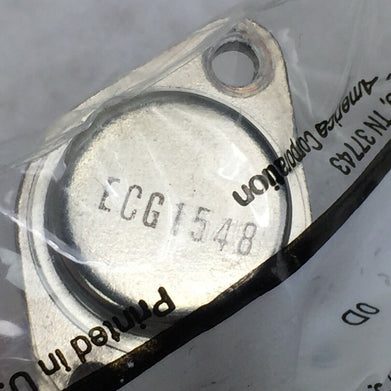 ECG1548
America Corporation
TN 37743
Printed in U.